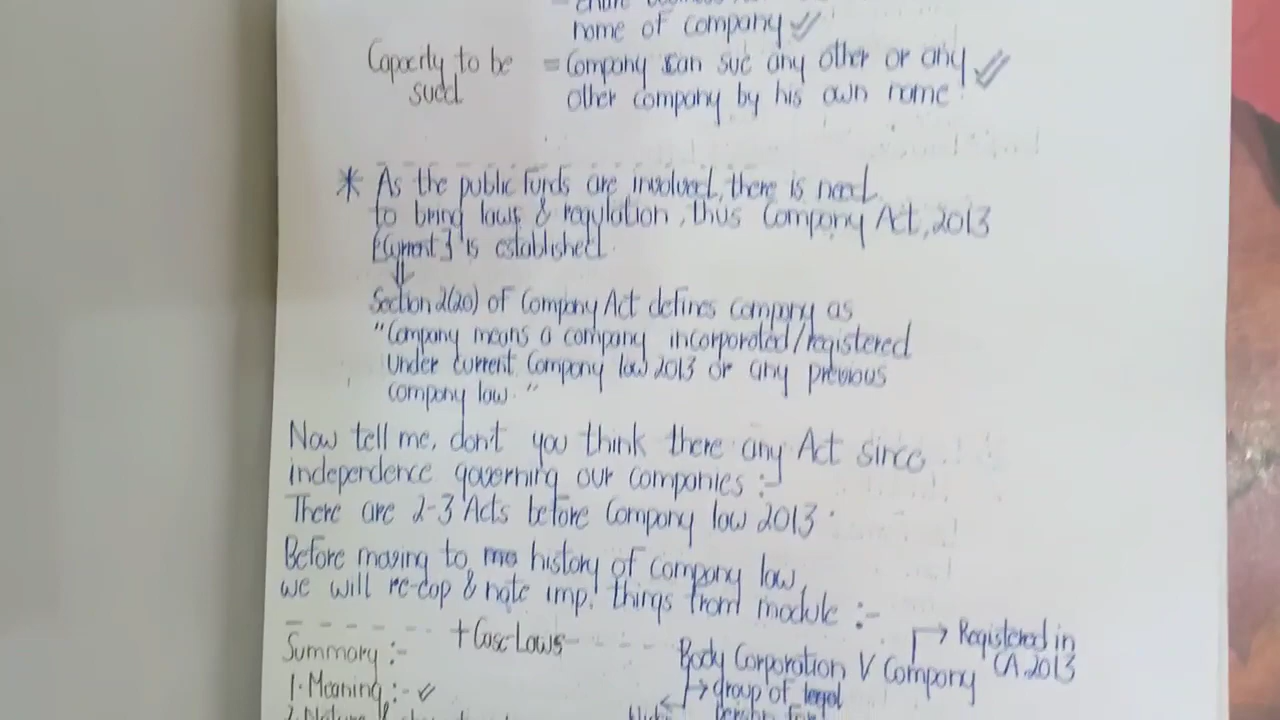 name of company
Capacity to be = Company can sue any other or any
sued other company by his own name.
* As the public funds are involved, there is need
to bring laws & regulation, thus Company Act, 2013
[Current] is established.
Section 2(20) of Company Act defines company as
"Company means a company incorporated/registered
under current Company law 2013 or any previous
company law."
Now tell me, don't you think there any Act since
independence governing our companies :-
There are 2-3 Acts before Company law 2013.
Before moving to history of company law,
we will re-cap & note imp. things from module :-
Summary :- + Case Laws
Body Corporation V Company → Registered in
CA 2013
1. Meaning :- → group of legal